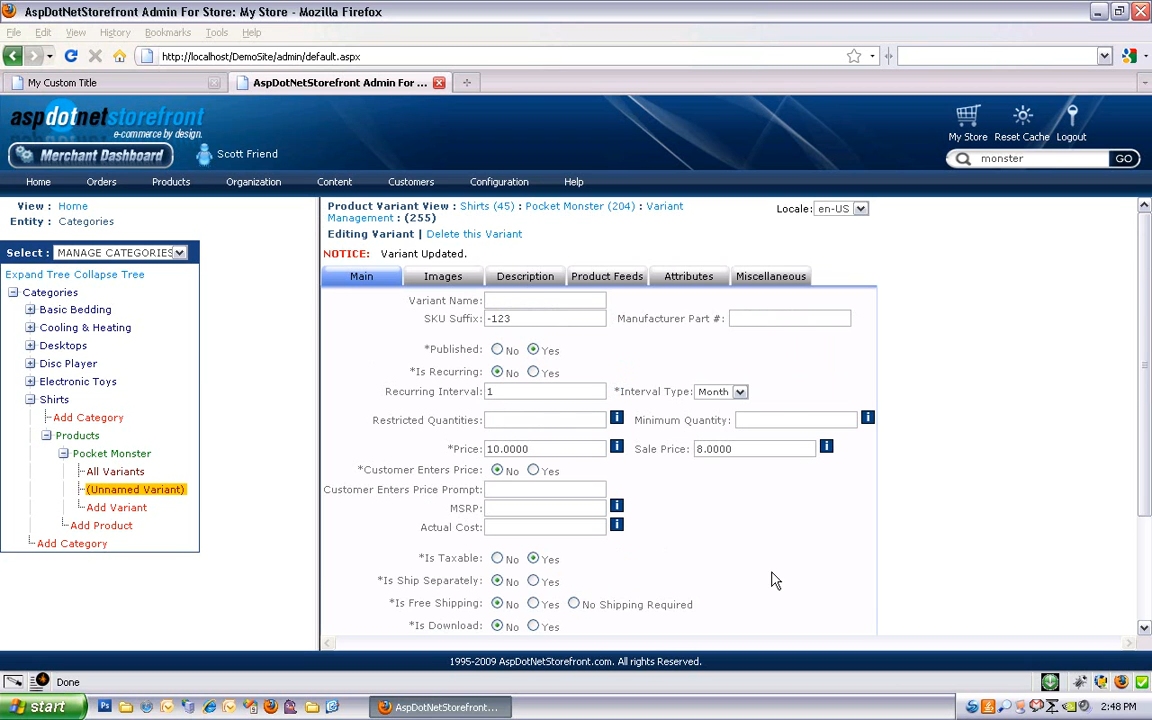 AspDotNetStorefront Admin For Store: My Store - Mozilla Firefox
File Edit View History Bookmarks Tools Help
http://localhost/DemoSite/admin/default.aspx
My Custom Title
AspDotNetStorefront Admin For ...
aspdotnetstorefront
e-commerce by design.
My Store Reset Cache Logout
Merchant Dashboard Scott Friend
monster GO
Home Orders Products Organization Content Customers Configuration Help
View : Home
Entity : Categories
Select : MANAGE CATEGORIES
Expand Tree Collapse Tree
Categories
Basic Bedding
Cooling & Heating
Desktops
Disc Player
Electronic Toys
Shirts
Add Category
Products
Pocket Monster
All Variants
(Unnamed Variant)
Add Variant
Add Product
Add Category
Product Variant View : Shirts (45) : Pocket Monster (204) : Variant
Management : (255)
Locale: en-US
Editing Variant | Delete this Variant
NOTICE: Variant Updated.
Main Images Description Product Feeds Attributes Miscellaneous
Variant Name:
SKU Suffix: -123 Manufacturer Part #:
*Published: No Yes
*Is Recurring: No Yes
Recurring Interval: 1 *Interval Type: Month
Restricted Quantities: i Minimum Quantity: i
*Price: 10.0000 i Sale Price: 8.0000 i
*Customer Enters Price: No Yes
Customer Enters Price Prompt:
MSRP: i
Actual Cost: i
*Is Taxable: No Yes
*Is Ship Separately: No Yes
*Is Free Shipping: No Yes No Shipping Required
*Is Download: No Yes
1995-2009 AspDotNetStorefront.com. All rights Reserved.
Done
start AspDotNetStorefront... 2:48 PM